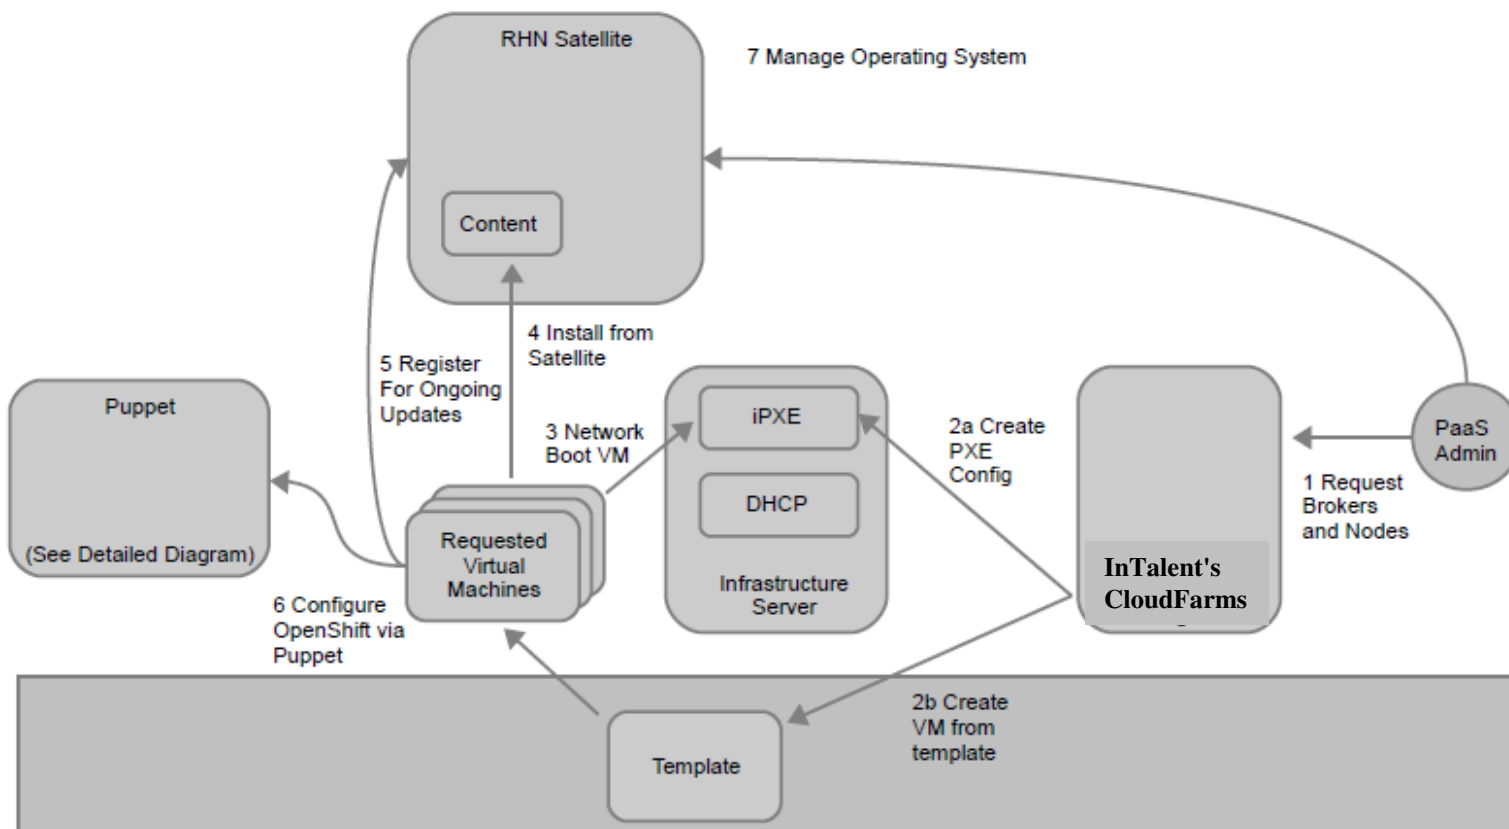 RHN Satellite
7 Manage Operating System
Content
4 Install from
Satellite
5 Register
For Ongoing
Updates
Puppet
(See Detailed Diagram)
3 Network
Boot VM
iPXE
DHCP
Infrastructure
Server
2a Create
PXE
Config
PaaS
Admin
1 Request
Brokers
and Nodes
InTalent's
CloudFarms
Requested
Virtual
Machines
6 Configure
OpenShift via
Puppet
2b Create
VM from
template
Template